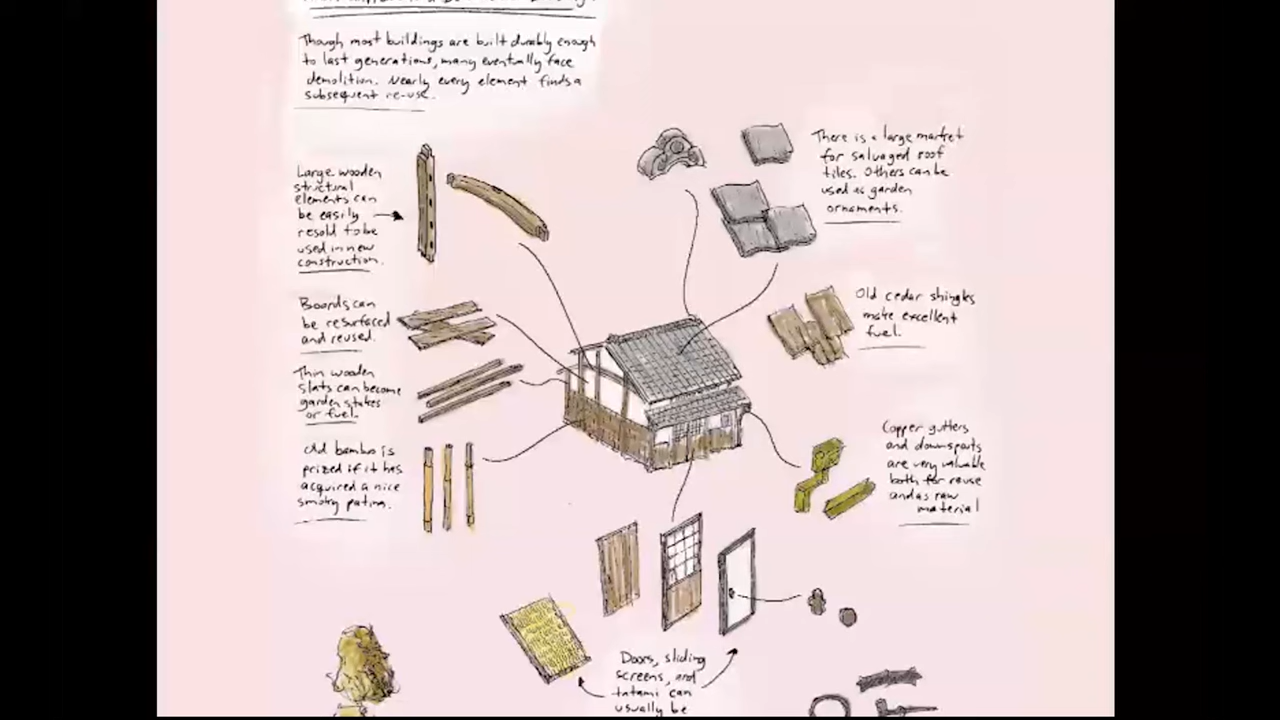 Though most buildings are built durably enough
to last generations, many eventually face
demolition. Nearly every element finds a
subsequent re-use.
There is a large market
for salvaged roof
tiles. Others can be
used as garden
ornaments.
Large wooden
structural
elements can
be easily
resold to be
used in new
construction.
Old cedar shingles
make excellent
fuel.
Boards can
be resurfaced
and reused.
Thin wooden
slats can become
garden stakes
or fuel.
Old bamboo is
prized if it has
acquired a nice
smoky patina.
Copper gutters
and downspouts
are very valuable
both for reuse
and as raw
material
Doors, sliding
screens, and
tatami can
usually be